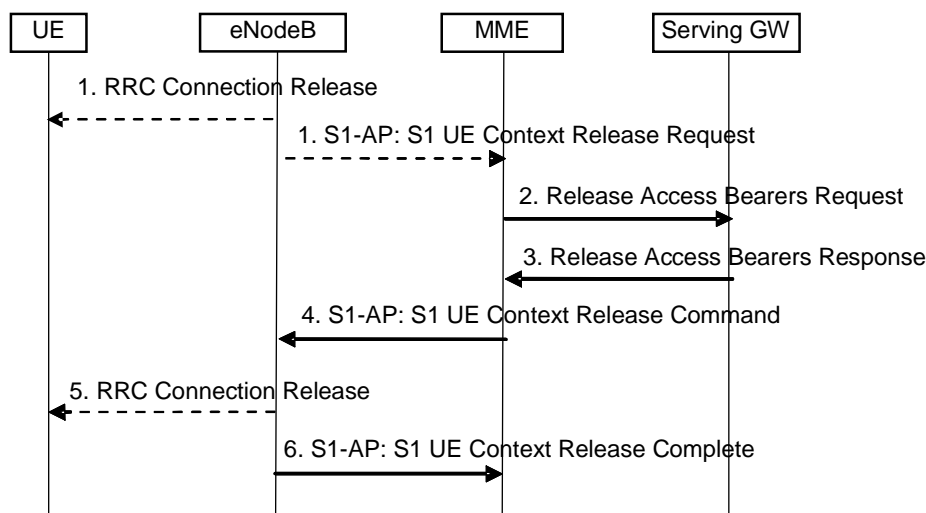 UE
eNodeB
MME
Serving GW
1. RRC Connection Release
1. S1-AP: S1 UE Context Release Request
2. Release Access Bearers Request
3. Release Access Bearers Response
4. S1-AP: S1 UE Context Release Command
5. RRC Connection Release
6. S1-AP: S1 UE Context Release Complete